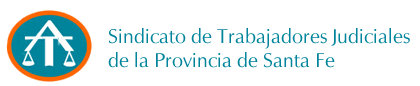 Sindicato de Trabajadores Judiciales
de la Provincia de Santa Fe